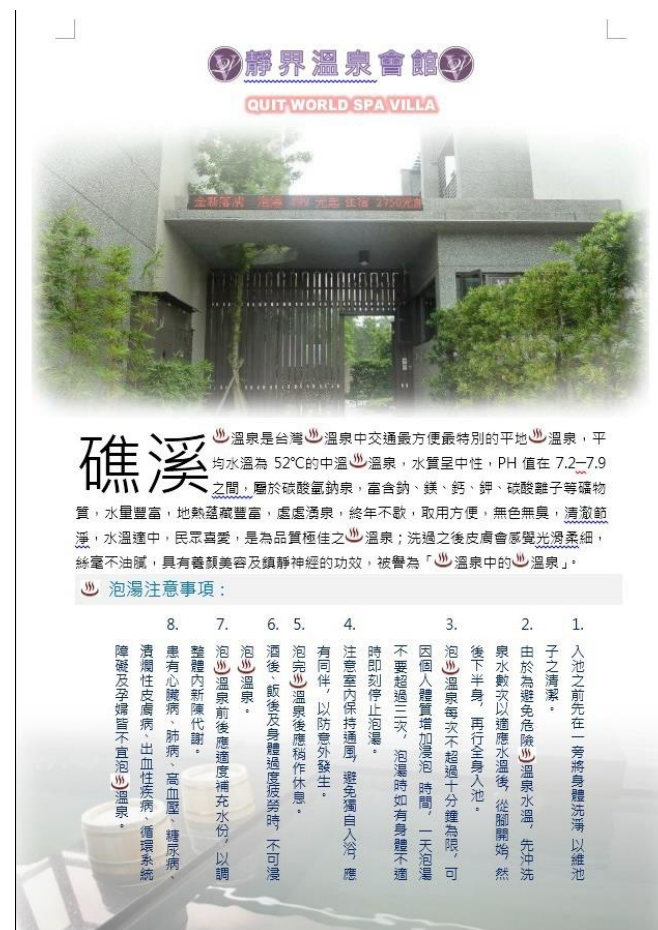 靜界溫泉會館
QUIT WORLD SPA VILLA
全新落成 泡湯 499 元起 住宿 2750元起
礁溪♨溫泉是台灣♨溫泉中交通最方便最特別的平地♨溫泉，平
均水溫為 52℃的中溫♨溫泉，水質呈中性，PH 值在 7.2─7.9
之間，屬於碳酸氫鈉泉，富含鈉、鎂、鈣、鉀、碳酸離子等礦物
質，水量豐富，地熱蘊藏豐富，處處湧泉，終年不歇，取用方便，無色無臭，清澈節
淨，水溫適中，民眾喜愛，是為品質極佳之♨溫泉；洗過之後皮膚會感覺光滑柔細，
絲毫不油膩，具有養顏美容及鎮靜神經的功效，被譽為「♨溫泉中的♨溫泉」。
♨ 泡湯注意事項：
1. 入池之前先在一旁將身體洗淨，以維池
子之清潔。
2. 由於為避免危險♨溫泉水溫，先沖洗
泉水數次以適應水溫後，從腳開始，然
後下半身，再行全身入池。
3. 泡♨溫泉每次不超過十分鐘為限，可
因個人體質增加浸泡 時間，一天泡湯
不要超過三次，泡湯時如有身體不適
時即刻停止泡湯。
4. 注意室內保持通風，避免獨自入浴，應
有同伴，以防意外發生。
5. 泡完♨溫泉後應稍作休息。
6. 酒後、飯後及身體過度疲勞時，不可浸
泡♨溫泉。
7. 泡♨溫泉前後應適度補充水份，以調
整體內新陳代謝。
8. 患有心臟病、肺病、高血壓、糖尿病、
潰爛性皮膚病、出血性疾病、循環系統
障礙及孕婦皆不宜泡♨溫泉。